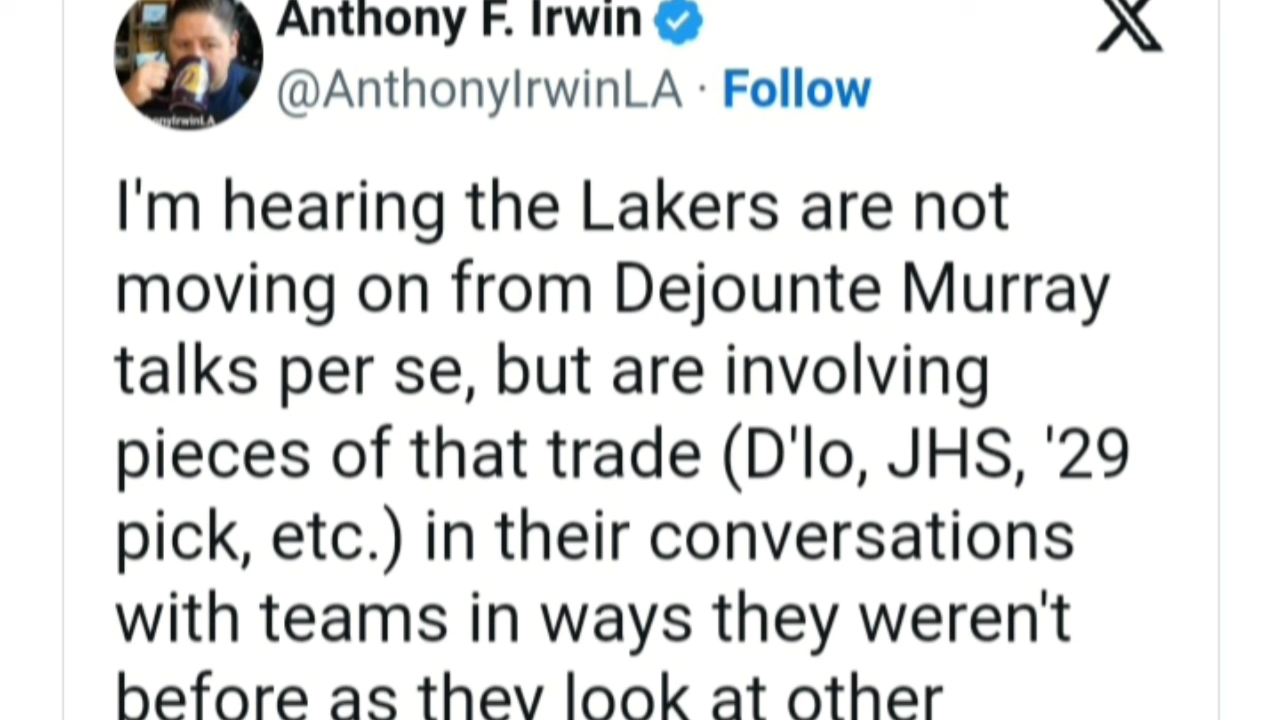 Anthony F. Irwin
@AnthonyIrwinLA · Follow
I'm hearing the Lakers are not
moving on from Dejounte Murray
talks per se, but are involving
pieces of that trade (D'lo, JHS, '29
pick, etc.) in their conversations
with teams in ways they weren't
before as they look at other